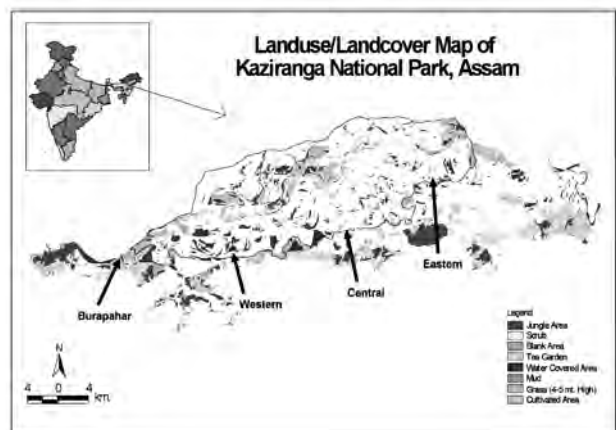 Landuse/Landcover Map of
Kaziranga National Park, Assam
Eastern
Central
Western
Burapahar
N
4 0 4
km.
Legend
Jungle Area
Scrub
Blank Area
Tea Garden
Water Covered Area
Mud
Grass (4-5 mt. High)
Cultivated Area